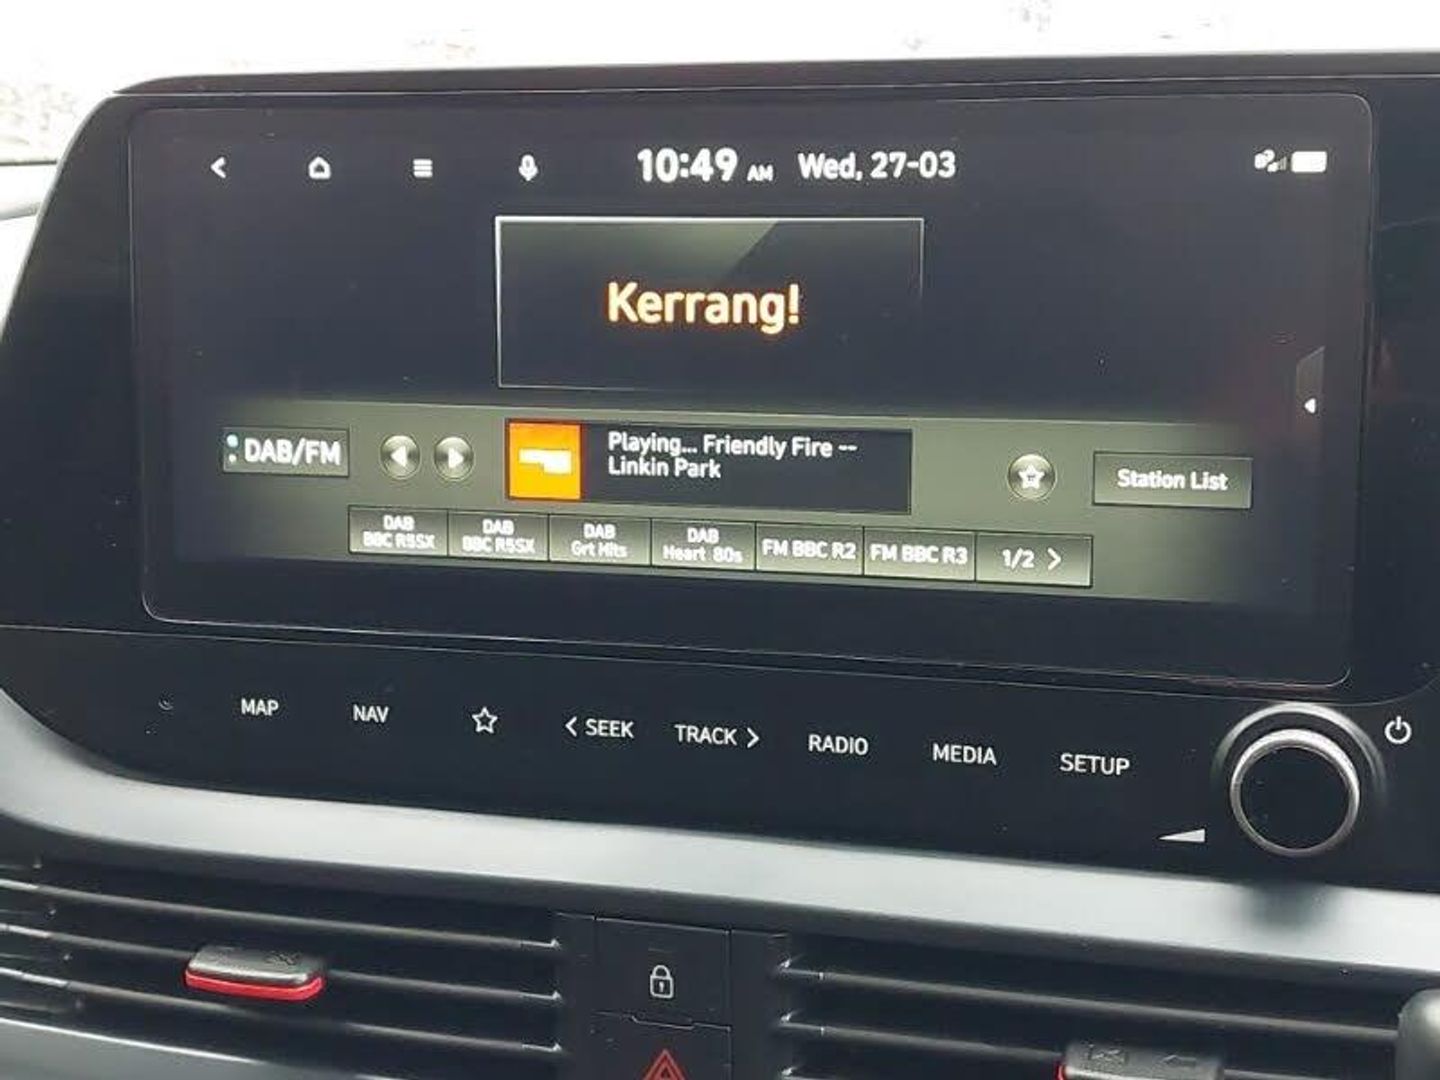 10:49 AM Wed, 27-03
Kerrang!
DAB/FM
Playing... Friendly Fire --
Linkin Park
Station List
DAB
BBC R5SX
DAB
BBC R5SX
DAB
Grt Hits
DAB
Heart 80s
FM BBC R2
FM BBC R3
1/2 >
MAP
NAV
< SEEK
TRACK >
RADIO
MEDIA
SETUP